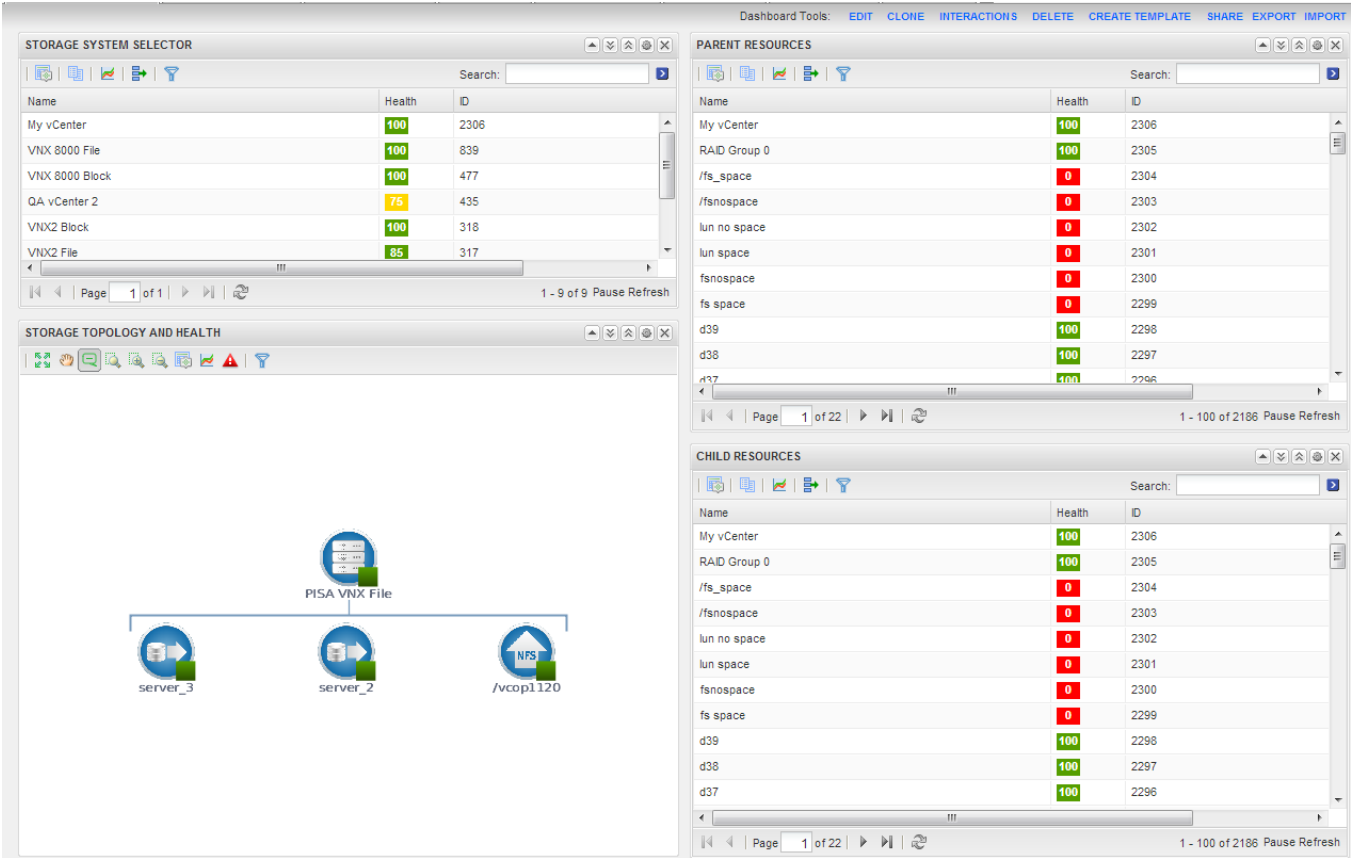 Dashboard Tools: EDIT CLONE INTERACTIONS DELETE CREATE TEMPLATE SHARE EXPORT IMPORT
STORAGE SYSTEM SELECTOR
Search:
Name Health ID
My vCenter 100 2306
VNX 8000 File 100 839
VNX 8000 Block 100 477
QA vCenter 2 75 435
VNX2 Block 100 318
VNX2 File 85 317
Page 1 of 1 1 - 9 of 9 Pause Refresh
STORAGE TOPOLOGY AND HEALTH
PISA VNX File
NFS
server_3 server_2 /vcop1120
PARENT RESOURCES
Search:
Name Health ID
My vCenter 100 2306
RAID Group 0 100 2305
/fs_space 0 2304
/fsnospace 0 2303
lun no space 0 2302
lun space 0 2301
fsnospace 0 2300
fs space 0 2299
d39 100 2298
d38 100 2297
d37 100 2296
Page 1 of 22 1 - 100 of 2186 Pause Refresh
CHILD RESOURCES
Search:
Name Health ID
My vCenter 100 2306
RAID Group 0 100 2305
/fs_space 0 2304
/fsnospace 0 2303
lun no space 0 2302
lun space 0 2301
fsnospace 0 2300
fs space 0 2299
d39 100 2298
d38 100 2297
d37 100 2296
Page 1 of 22 1 - 100 of 2186 Pause Refresh